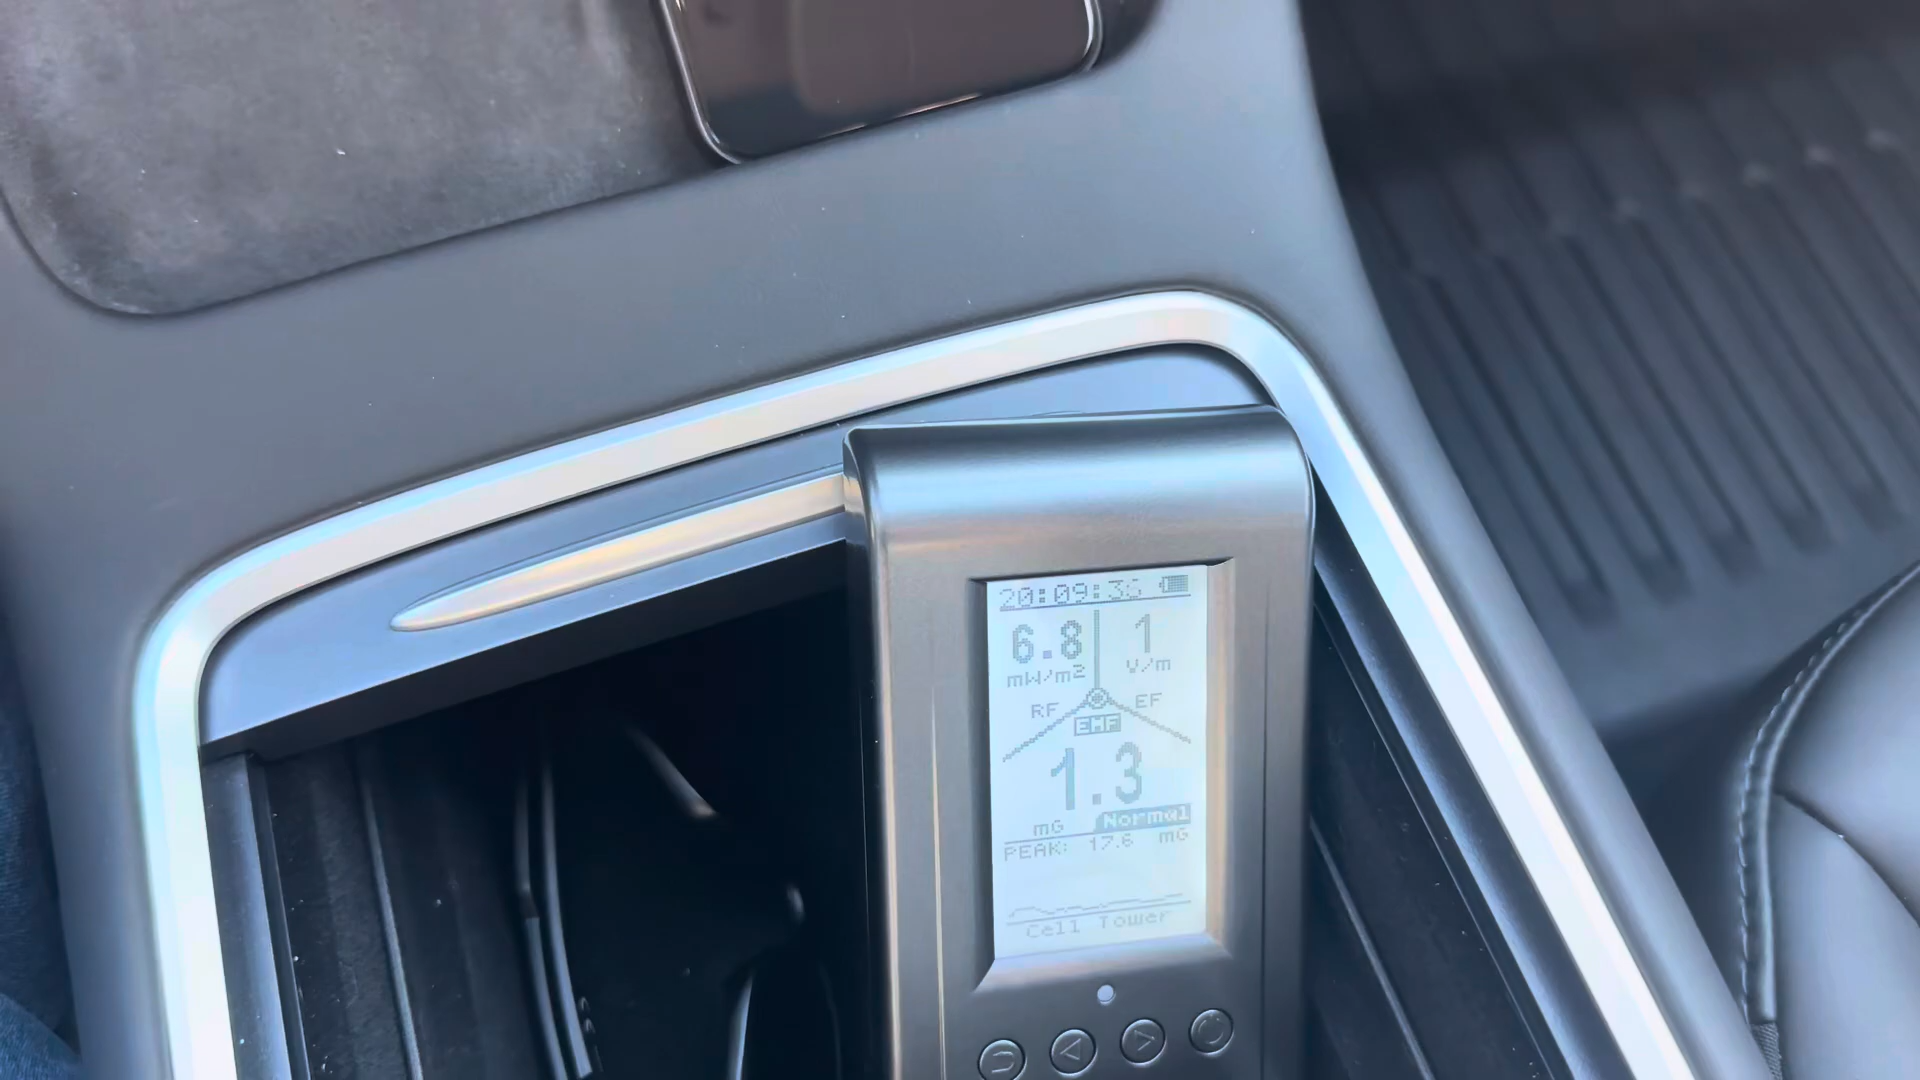 20:09:36
6.8 1
mW/m2 V/m
RF EF
EMF
1.3
mG Normal
PEAK: 17.6 mG
Cell Tower